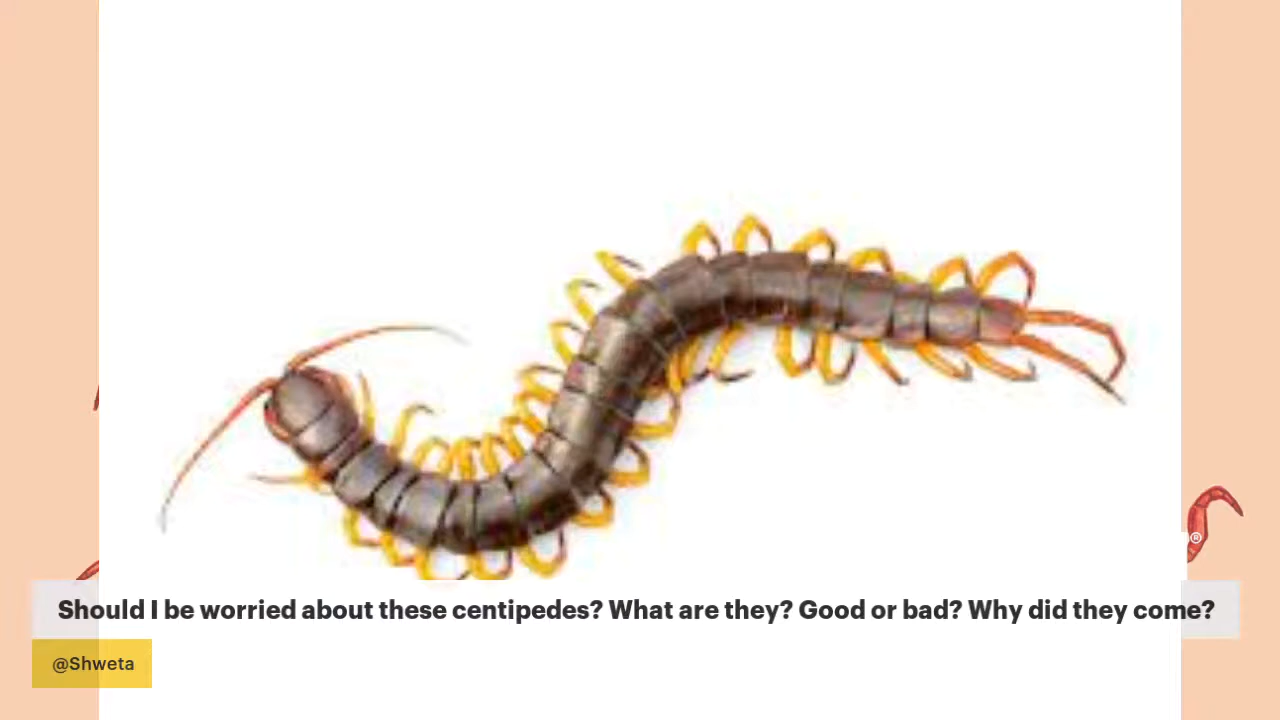 ®
Should I be worried about these centipedes? What are they? Good or bad? Why did they come?
@Shweta